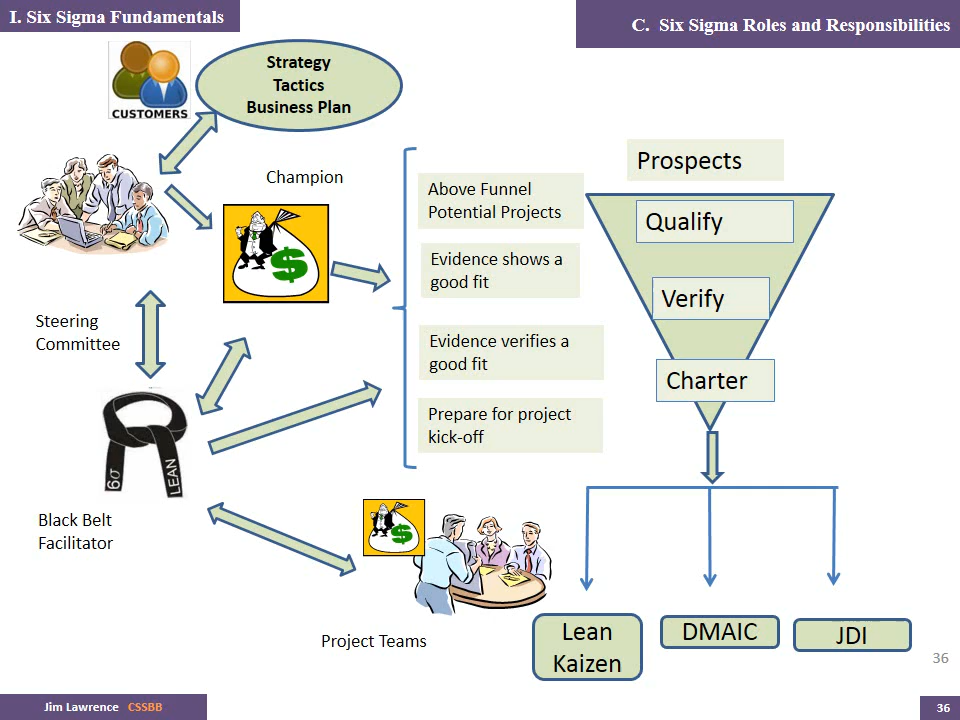 I. Six Sigma Fundamentals
C. Six Sigma Roles and Responsibilities
CUSTOMERS
Strategy
Tactics
Business Plan
Champion
$
Steering
Committee
6σ
LEAN
Black Belt
Facilitator
Above Funnel
Potential Projects
Evidence shows a
good fit
Evidence verifies a
good fit
Prepare for project
kick-off
$
Project Teams
Prospects
Qualify
Verify
Charter
Lean
Kaizen
DMAIC
JDI
36
Jim Lawrence CSSBB
36